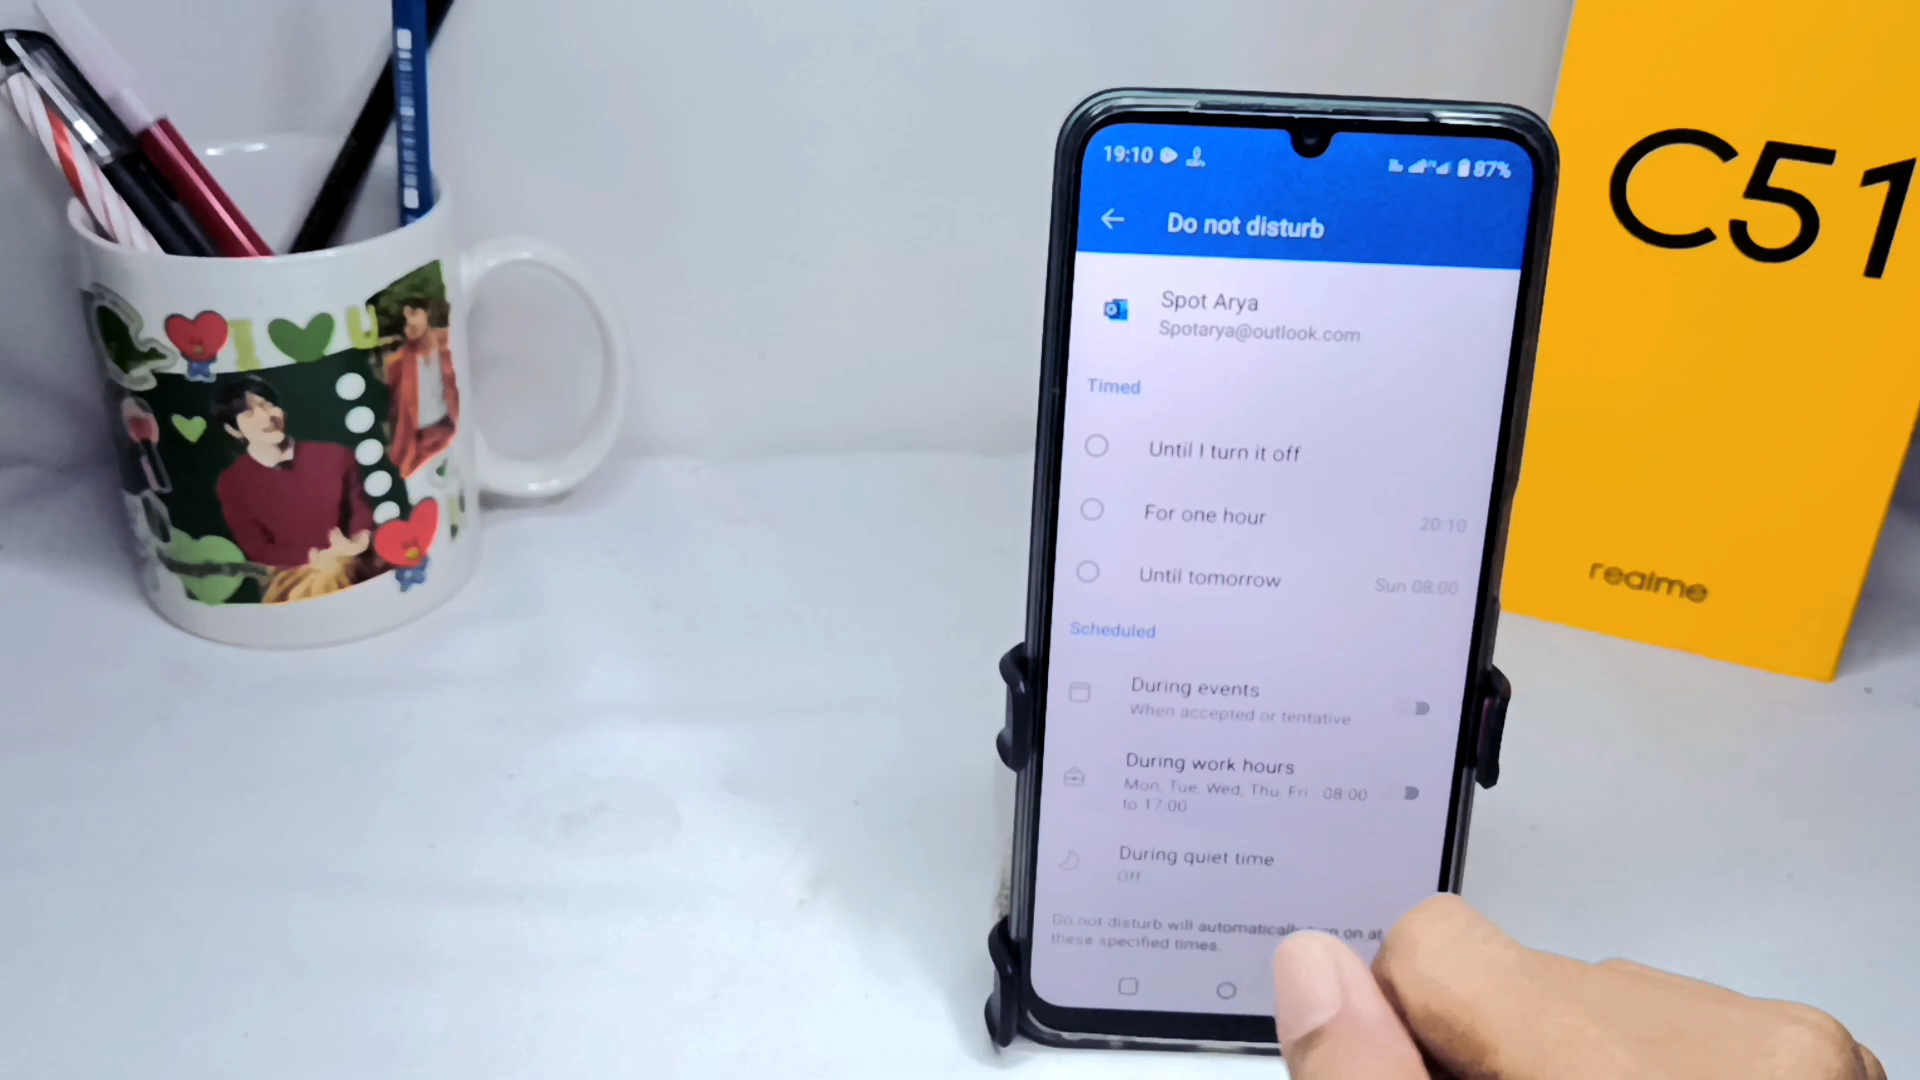 I U
C51
realme
19:10
87%
Do not disturb
Spot Arya
Spotarya@outlook.com
Timed
Until I turn it off
For one hour
20:10
Until tomorrow
Sun 08:00
Scheduled
During events
When accepted or tentative
During work hours
Mon, Tue, Wed, Thu, Fri 08:00
to 17:00
During quiet time
Off
Do not disturb will automatically on at
these specified times.